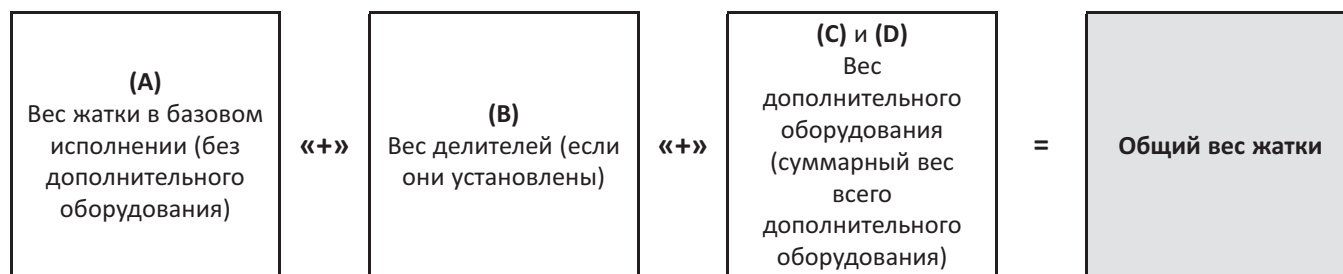 (A)
Вес жатки в базовом
исполнении (без
дополнительного
оборудования)
«+»
(B)
Вес делителей (если
они установлены)
«+»
(C) и (D)
Вес
дополнительного
оборудования
(суммарный вес
всего
дополнительного
оборудования)
=
Общий вес жатки